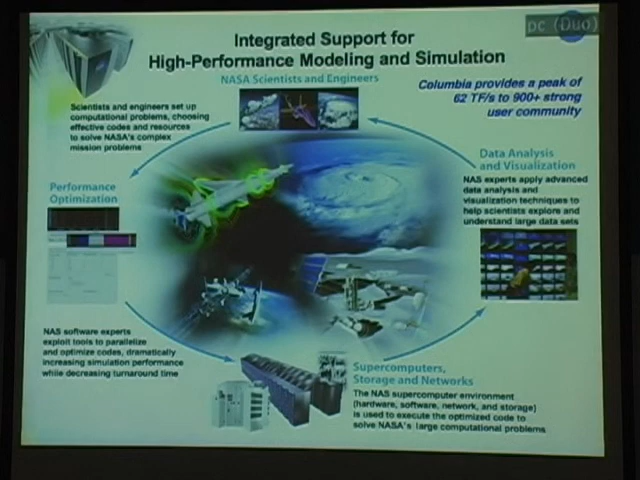 pc (Duo)
Integrated Support for
High-Performance Modeling and Simulation
NASA Scientists and Engineers
Columbia provides a peak of
62 TF/s to 900+ strong
user community
Scientists and engineers set up
computational problems, choosing
effective codes and resources
to solve NASA's complex
mission problems
Data Analysis
and Visualization
NASA experts apply advanced
data analysis and
visualization techniques to
help scientists explore and
understand large data sets
Performance
Optimization
NAS software experts
exploit tools to parallelize
and optimize codes, dramatically
increasing simulation performance
while decreasing turnaround time
Supercomputers,
Storage and Networks
The NAS supercomputer environment
(hardware, software, network, and storage)
is used to execute the optimized code to
solve NASA's large computational problems